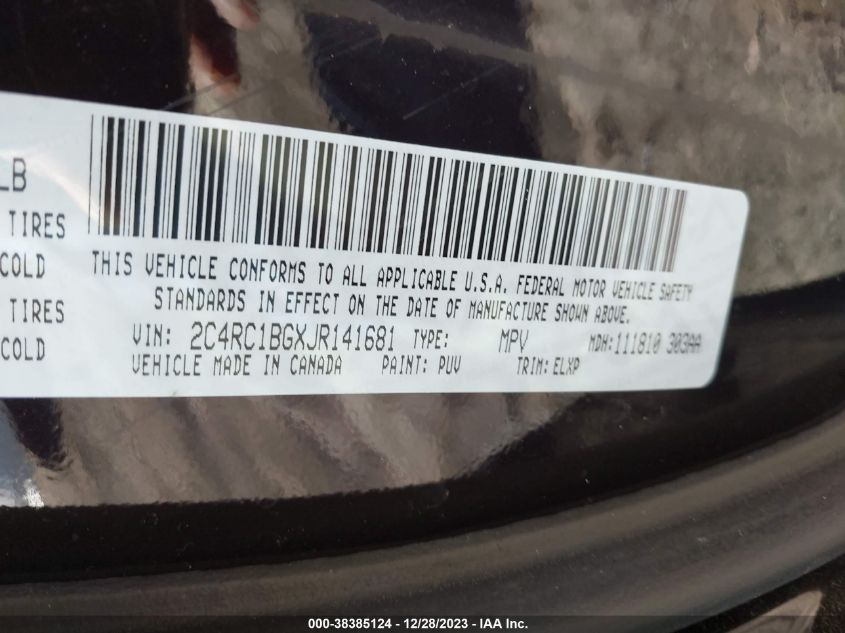 LB
TIRES
COLD
TIRES
COLD
THIS VEHICLE CONFORMS TO ALL APPLICABLE U.S.A. FEDERAL MOTOR VEHICLE SAFETY
STANDARDS IN EFFECT ON THE DATE OF MANUFACTURE SHOWN ABOVE.
VIN: 2C4RC1BGXJR141681 TYPE: MPV MDH:111810 303AA
VEHICLE MADE IN CANADA PAINT: PUV TRIM: ELXP
000-38385124 - 12/28/2023 - IAA Inc.